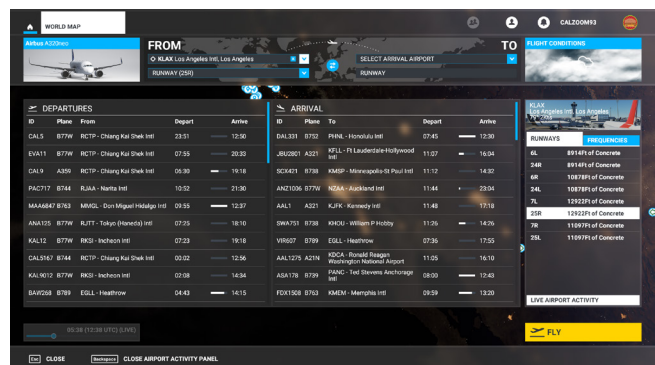 WORLD MAP
CALZOOM93
Airbus A320neo
FROM
TO
FLIGHT CONDITIONS
KLAX Los Angeles Intl, Los Angeles
SELECT ARRIVAL AIRPORT
RUNWAY (25R)
RUNWAY
DEPARTURES
ID Plane From Depart Arrive
CAL5 B77W RCTP - Chiang Kai Shek Intl 23:51 12:50
EVA11 B77W RCTP - Chiang Kai Shek Intl 07:55 20:33
CAL9 A359 RCTP - Chiang Kai Shek Intl 06:30 19:18
PAC717 B744 RJAA - Narita Intl 10:52 21:30
MAA6847 B763 MMGL - Don Miguel Hidalgo Intl 09:55 12:37
ANA125 B77W RJTT - Tokyo (Haneda) Intl 07:25 18:10
KAL12 B77W RKSI - Incheon Intl 07:23 19:18
CAL5167 B744 RCTP - Chiang Kai Shek Intl 00:02 12:56
KAL9012 B77W RKSI - Incheon Intl 02:08 14:34
BAW268 B789 EGLL - Heathrow 04:43 14:15
ARRIVAL
ID Plane To Depart Arrive
DAL331 B752 PHNL - Honolulu Intl 07:45 12:30
JBU2801 A321 KFLL - Ft Lauderdale-Hollywood Intl 11:07 16:04
SCX421 B738 KMSP - Minneapolis-St Paul Intl 11:12 14:32
ANZ1036 B77W NZAA - Auckland Intl 11:44 23:04
AAL1 A321 KJFK - Kennedy Intl 11:48 17:18
SWA751 B738 KHOU - William P Hobby 11:26 14:26
VIR607 B789 EGLL - Heathrow 07:36 17:55
AAL1275 A21N KDCA - Ronald Reagan Washington National Airport 11:05 16:10
ASA178 B739 PANC - Ted Stevens Anchorage Intl 08:00 12:43
FDX1508 B763 KMEM - Memphis Intl 09:59 13:20
KLAX
Los Angeles Intl, Los Angeles
RUNWAYS FREQUENCIES
6L 8914Ft of Concrete
24R 8914Ft of Concrete
6R 10878Ft of Concrete
24L 10878Ft of Concrete
7L 12922Ft of Concrete
25R 12922Ft of Concrete
7R 11097Ft of Concrete
25L 11097Ft of Concrete
LIVE AIRPORT ACTIVITY
05:38 (12:38 UTC) (LIVE)
FLY
Esc CLOSE
Backspace CLOSE AIRPORT ACTIVITY PANEL